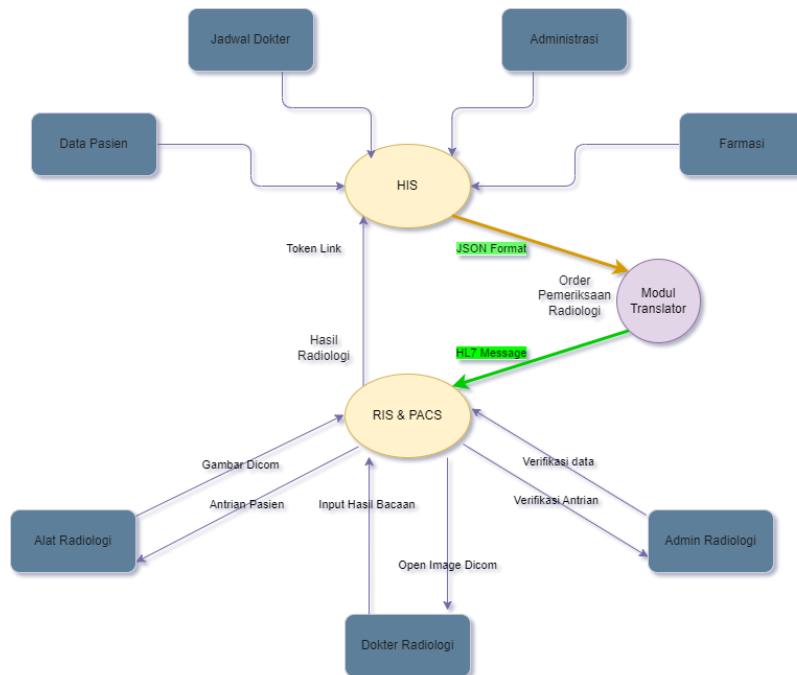 Jadwal Dokter
Administrasi
Data Pasien
Farmasi
HIS
Token Link
JSON Format
Order
Pemeriksaan
Radiologi
Modul
Translator
Hasil
Radiologi
HL7 Message
RIS & PACS
Gambar Dicom
Verifikasi data
Antrian Pasien
Input Hasil Bacaan
Verifikasi Antrian
Alat Radiologi
Admin Radiologi
Open Image Dicom
Dokter Radiologi